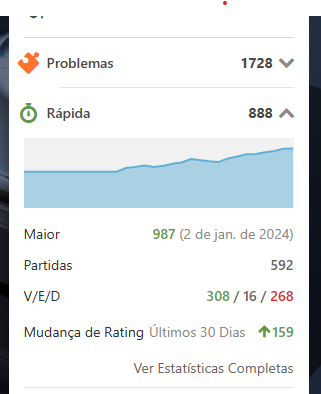 Problemas 1728
Rápida 888
Maior 987 (2 de jan. de 2024)
Partidas 592
V/E/D 308 / 16 / 268
Mudança de Rating Últimos 30 Dias 159
Ver Estatísticas Completas